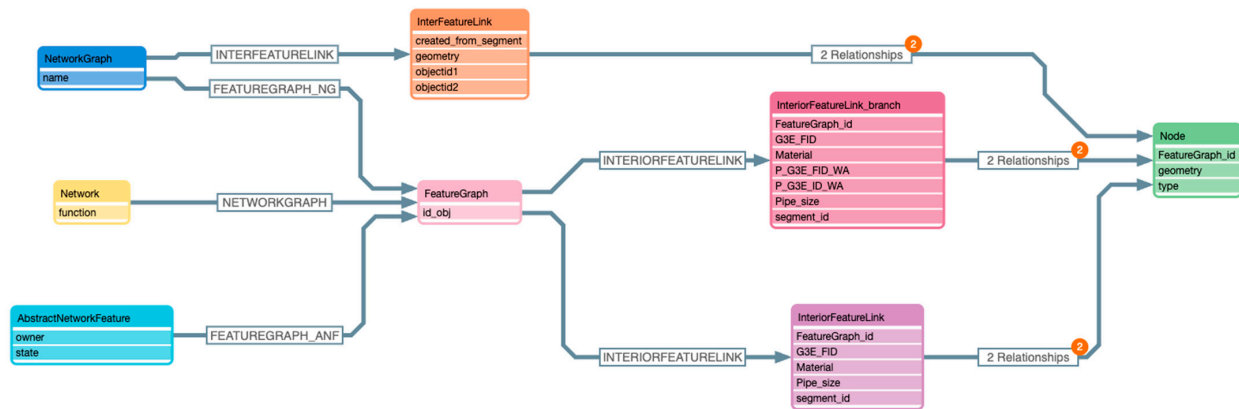 InterFeatureLink
created_from_segment
geometry
objectid1
objectid2
NetworkGraph
name
INTERFEATURELINK
FEATUREGRAPH_NG
2 Relationships
2
InteriorFeatureLink_branch
FeatureGraph_id
G3E_FID
Material
P_G3E_FID_WA
P_G3E_ID_WA
Pipe_size
segment_id
Node
FeatureGraph_id
geometry
type
INTERIORFEATURELINK
2 Relationships
2
Network
function
NETWORKGRAPH
FeatureGraph
id_obj
AbstractNetworkFeature
owner
state
FEATUREGRAPH_ANF
INTERIORFEATURELINK
InteriorFeatureLink
FeatureGraph_id
G3E_FID
Material
Pipe_size
segment_id
2 Relationships
2